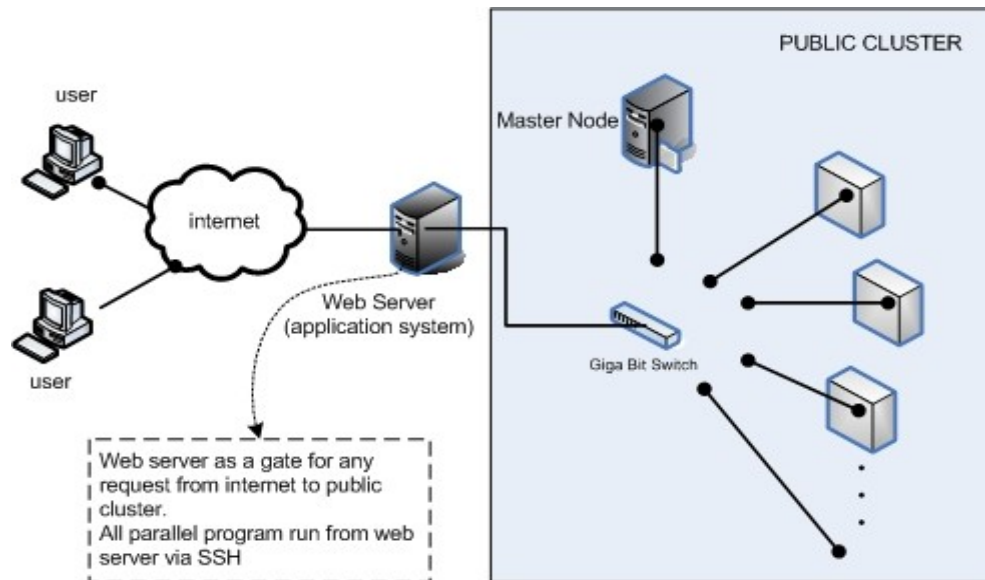 PUBLIC CLUSTER
user
Master Node
internet
Web Server
(application system)
Giga Bit Switch
user
Web server as a gate for any
request from internet to public
cluster.
All parallel program run from web
server via SSH